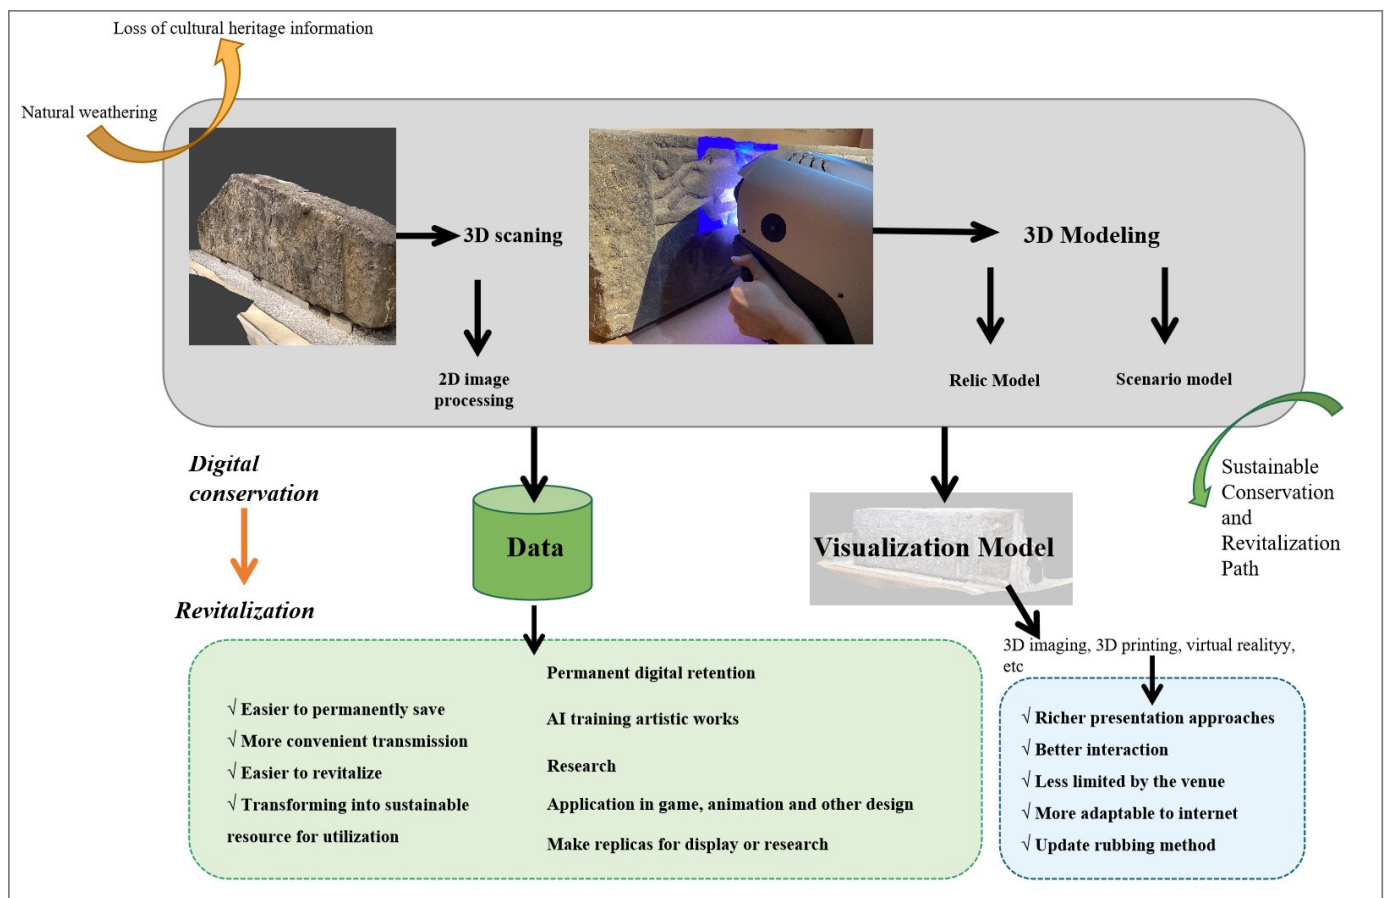 Loss of cultural heritage information
Natural weathering
3D scaning
3D Modeling
2D image
processing
Relic Model
Scenario model
Digital
conservation
Revitalization
Data
Visualization Model
Sustainable
Conservation
and
Revitalization
Path
3D imaging, 3D printing, virtual realityy,
etc
√ Easier to permanently save
√ More convenient transmission
√ Easier to revitalize
√ Transforming into sustainable
resource for utilization
Permanent digital retention
AI training artistic works
Research
Application in game, animation and other design
Make replicas for display or research
√ Richer presentation approaches
√ Better interaction
√ Less limited by the venue
√ More adaptable to internet
√ Update rubbing method